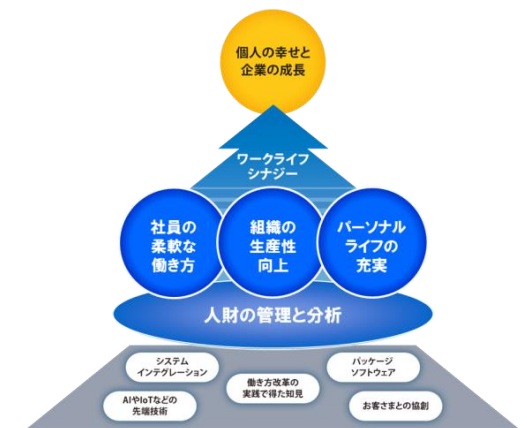 個人の幸せと
企業の成長
ワークライフ
シナジー
社員の
柔軟な
働き方
組織の
生産性
向上
パーソナル
ライフの
充実
人財の管理と分析
システム
インテグレーション
働き方改革の
実践で得た知見
パッケージ
ソフトウェア
AIやIoTなどの
先端技術
お客さまとの協創